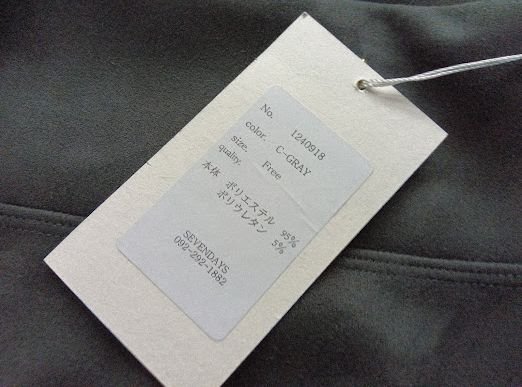 No. 1240918
color. C-GRAY
size. Free
quality.
本体 ポリエステル 95%
ポリウレタン 5%
SEVENDAYS
092-292-1882